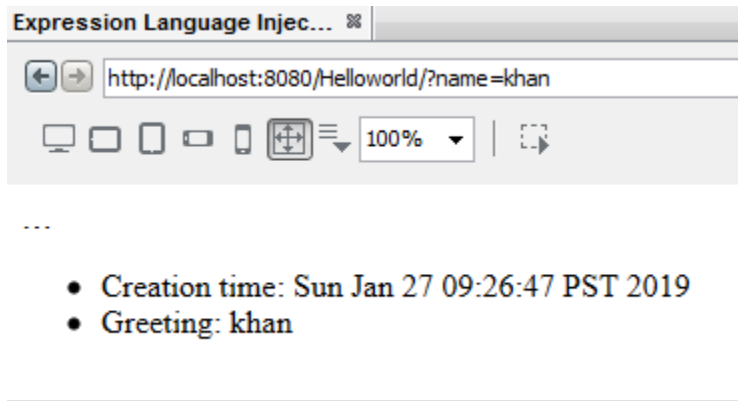 Expression Language Injec...
http://localhost:8080/Helloworld/?name=khan
100%
...
Creation time: Sun Jan 27 09:26:47 PST 2019
Greeting: khan